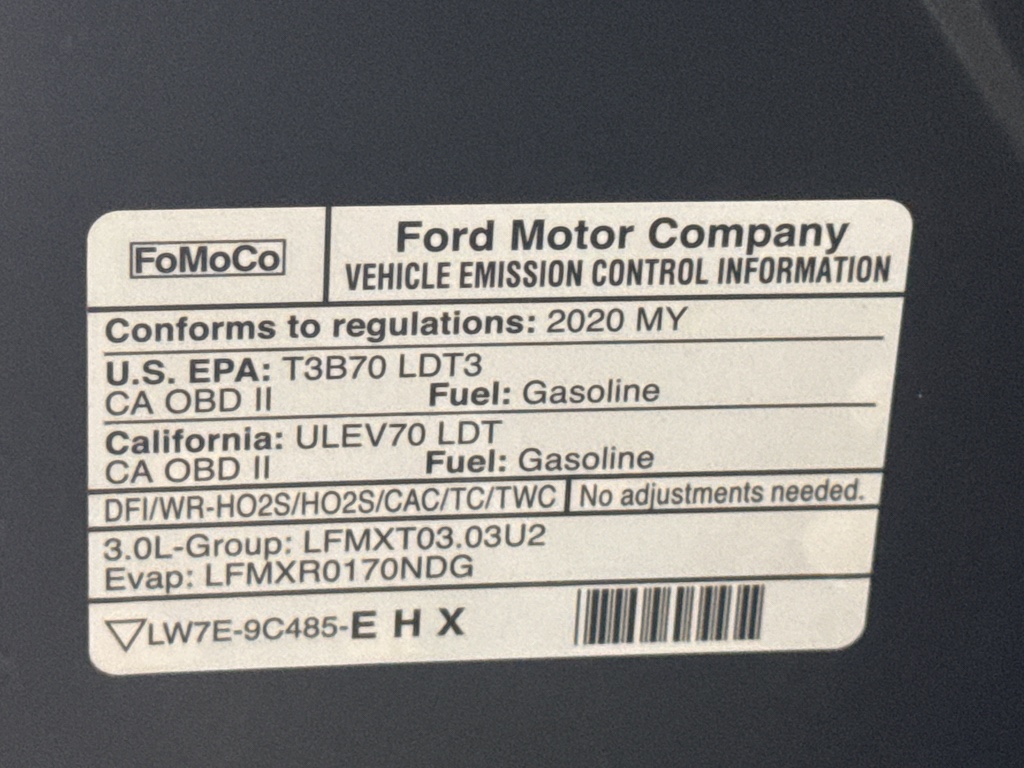 FoMoCo
Ford Motor Company
VEHICLE EMISSION CONTROL INFORMATION
Conforms to regulations: 2020 MY
U.S. EPA: T3B70 LDT3
CA OBD II Fuel: Gasoline
California: ULEV70 LDT
CA OBD II Fuel: Gasoline
DFI/WR-HO2S/HO2S/CAC/TC/TWC No adjustments needed.
3.0L-Group: LFMXT03.03U2
Evap: LFMXR0170NDG
LW7E-9C485-E H X